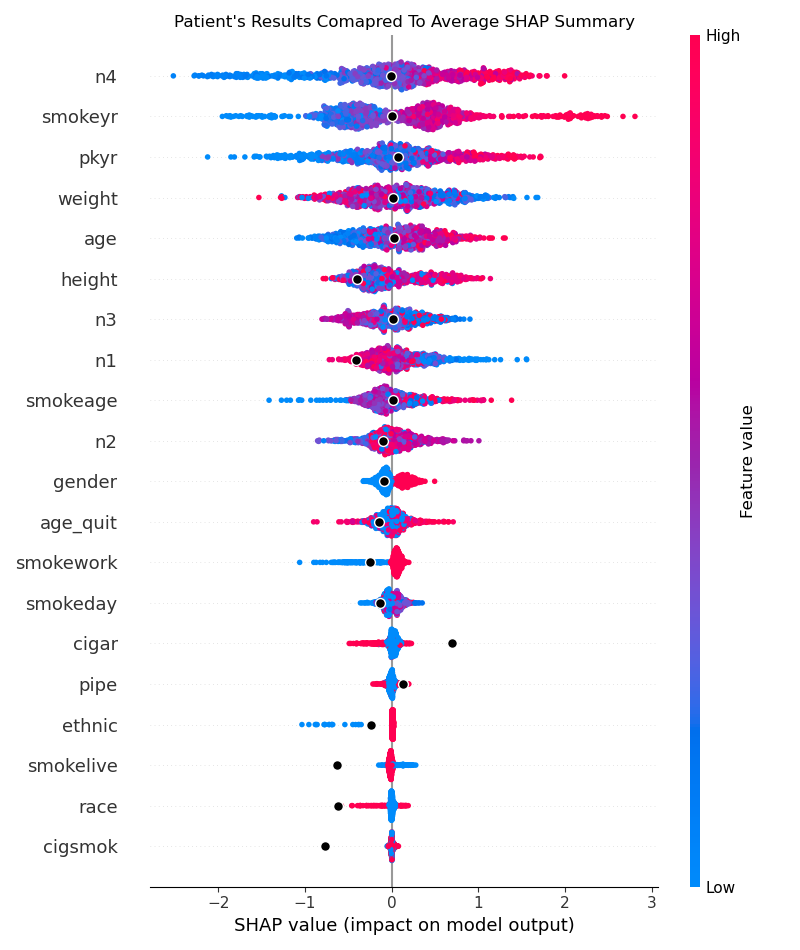 Patient's Results Comapred To Average SHAP Summary
High
n4
smokeyr
pkyr
weight
age
height
n3
n1
smokeage
n2
gender
age_quit
smokework
smokeday
cigar
pipe
ethnic
smokelive
race
cigsmok
Feature value
Low
−2 −1 0 1 2 3
SHAP value (impact on model output)